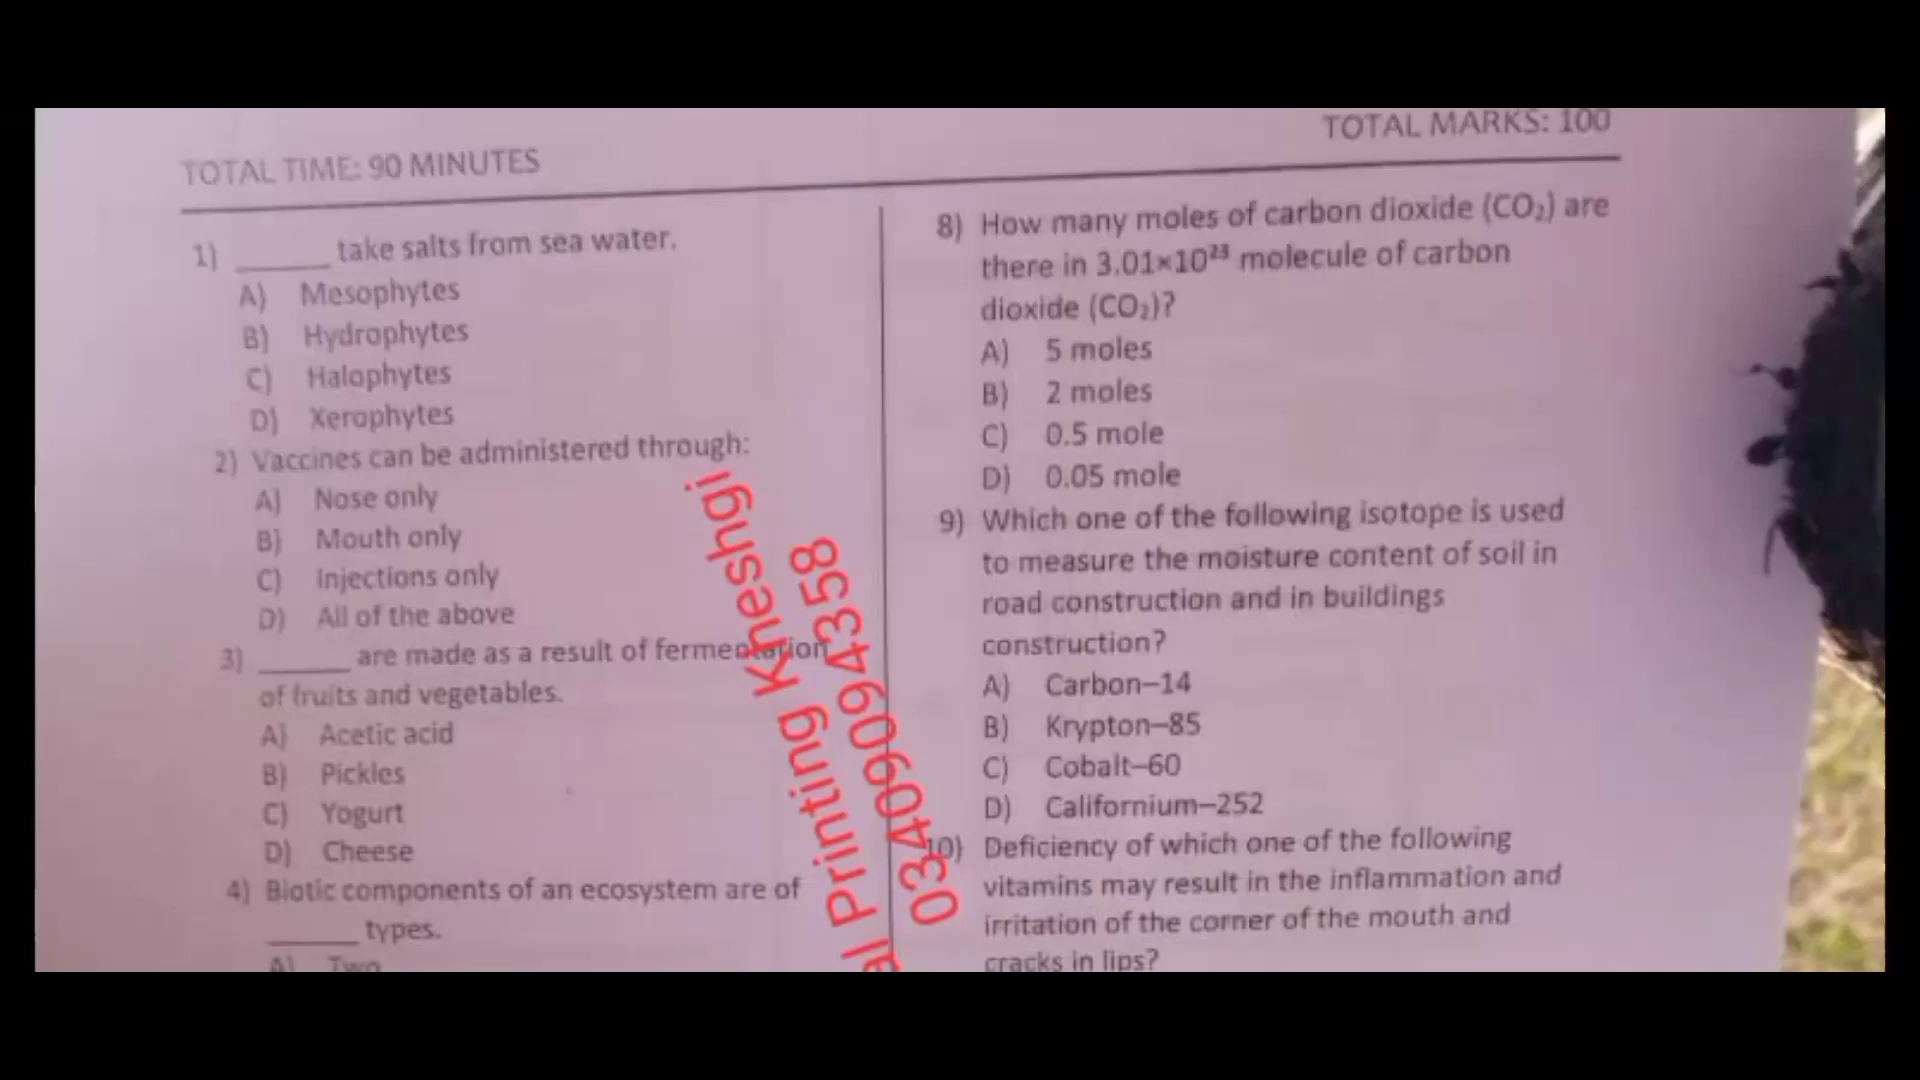 TOTAL TIME: 90 MINUTES
TOTAL MARKS: 100
1) ______ take salts from sea water.
A) Mesophytes
B) Hydrophytes
C) Halophytes
D) Xerophytes
2) Vaccines can be administered through:
A) Nose only
B) Mouth only
C) Injections only
D) All of the above
3) ______ are made as a result of fermentation
of fruits and vegetables.
A) Acetic acid
B) Pickles
C) Yogurt
D) Cheese
4) Biotic components of an ecosystem are of
______ types.
A) Two
8) How many moles of carbon dioxide (CO₂) are
there in 3.01×10²³ molecule of carbon
dioxide (CO₂)?
A) 5 moles
B) 2 moles
C) 0.5 mole
D) 0.05 mole
9) Which one of the following isotope is used
to measure the moisture content of soil in
road construction and in buildings
construction?
A) Carbon–14
B) Krypton–85
C) Cobalt–60
D) Californium–252
10) Deficiency of which one of the following
vitamins may result in the inflammation and
irritation of the corner of the mouth and
cracks in lips?
al Printing Kheshgi
03409094358